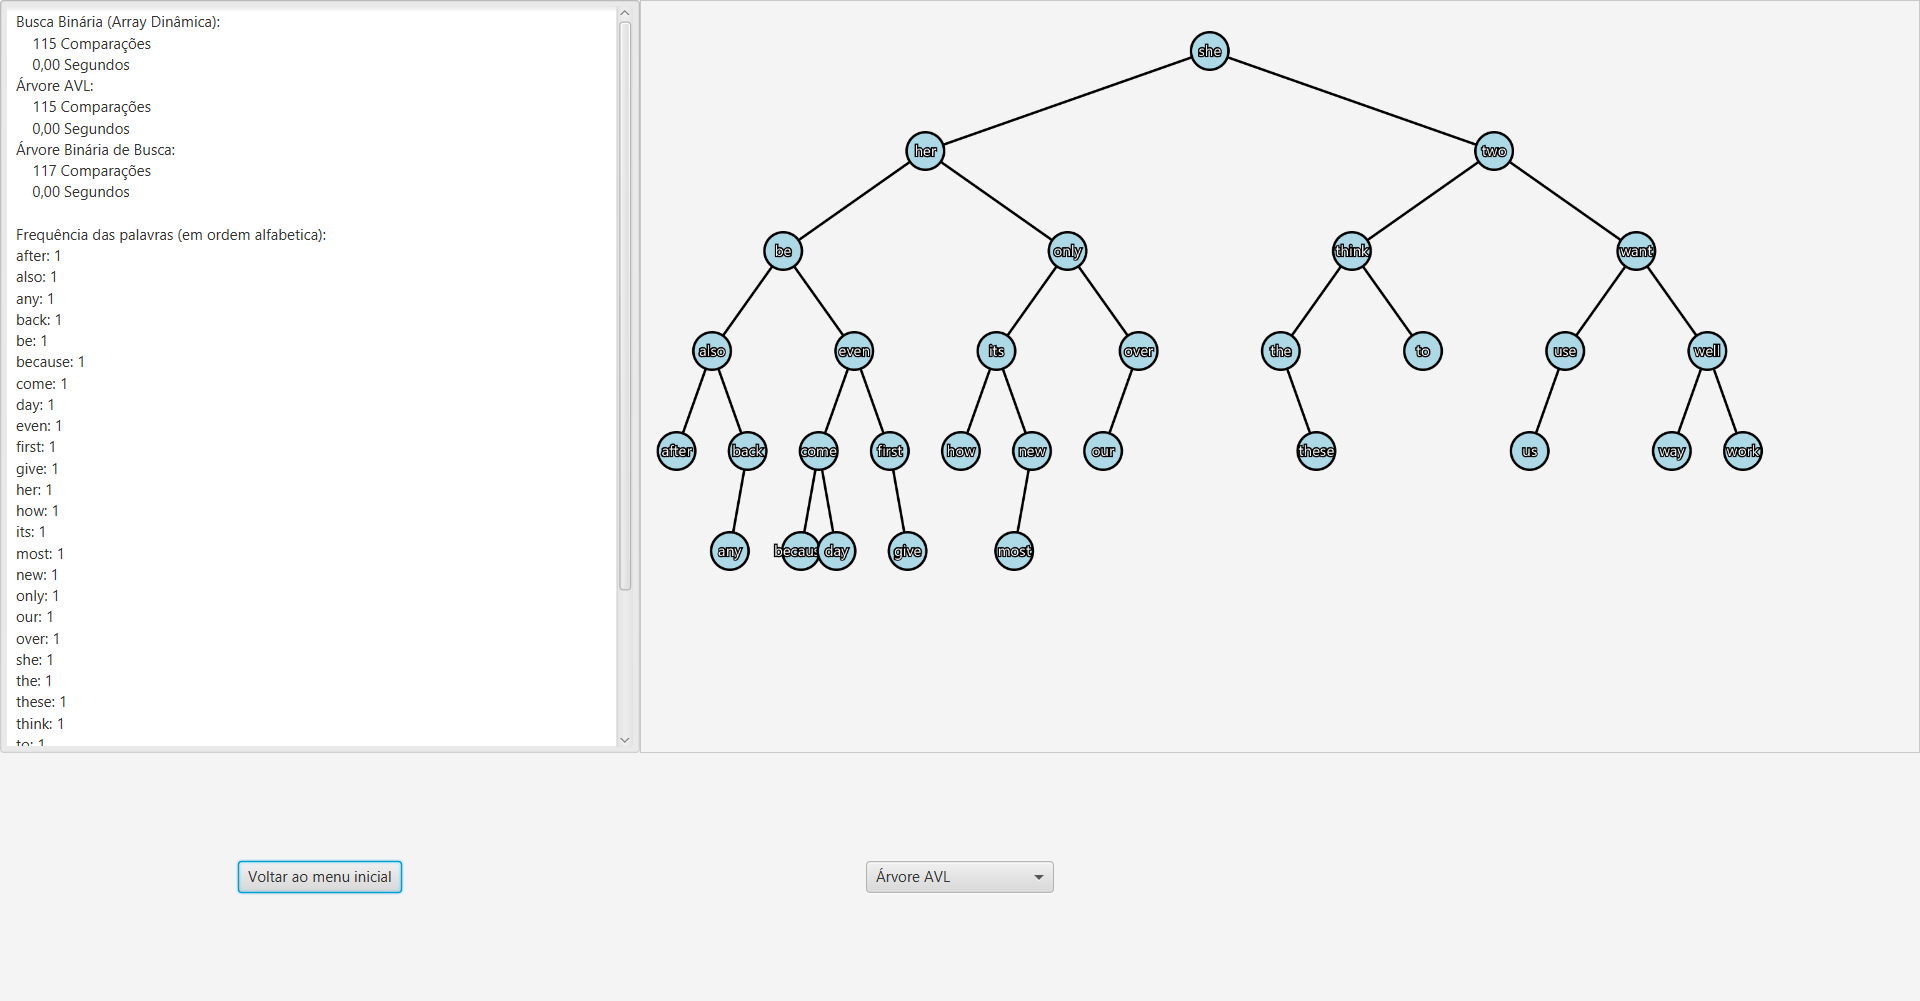 Busca Binária (Array Dinâmica):
115 Comparações
0,00 Segundos
Árvore AVL:
115 Comparações
0,00 Segundos
Árvore Binária de Busca:
117 Comparações
0,00 Segundos
Frequência das palavras (em ordem alfabetica):
after: 1
also: 1
any: 1
back: 1
be: 1
because: 1
come: 1
day: 1
even: 1
first: 1
give: 1
her: 1
how: 1
its: 1
most: 1
new: 1
only: 1
our: 1
over: 1
she: 1
the: 1
these: 1
think: 1
to: 1
she
her two
be only think want
also even its over the to use well
after back come first how new our these us way work
any becaus day give most
Voltar ao menu inicial
Árvore AVL